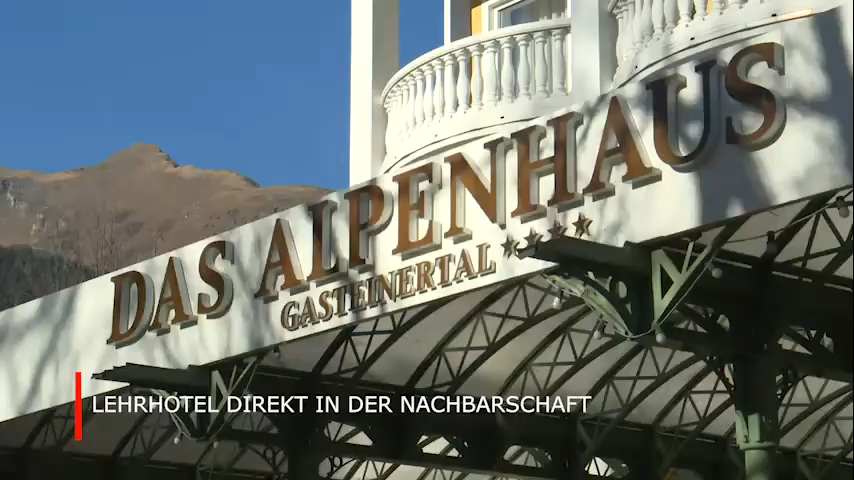 DAS ALPENHAUS
GASTEINERTAL ★★★★
LEHRHOTEL DIREKT IN DER NACHBARSCHAFT